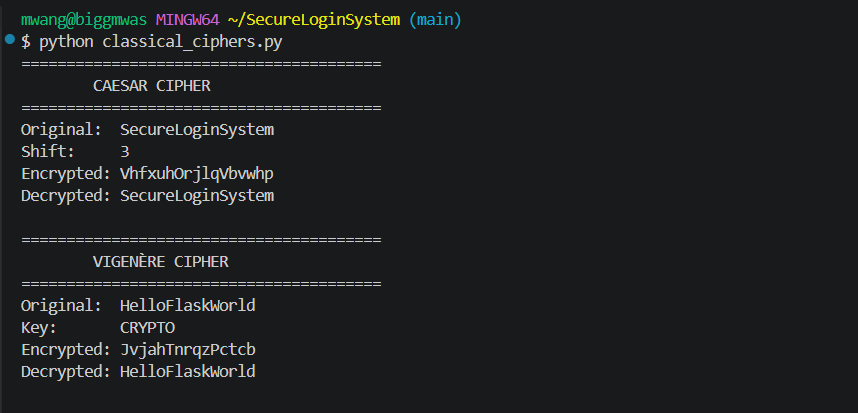 mwang@biggmwas MINGW64 ~/SecureLoginSystem (main)
$ python classical_ciphers.py
========================================
CAESAR CIPHER
========================================
Original:  SecureLoginSystem
Shift:     3
Encrypted: VhfxuhOrjlqVbvwhp
Decrypted: SecureLoginSystem
========================================
VIGENÈRE CIPHER
========================================
Original:  HelloFlaskWorld
Key:       CRYPTO
Encrypted: JvjahTnrqzPctcb
Decrypted: HelloFlaskWorld